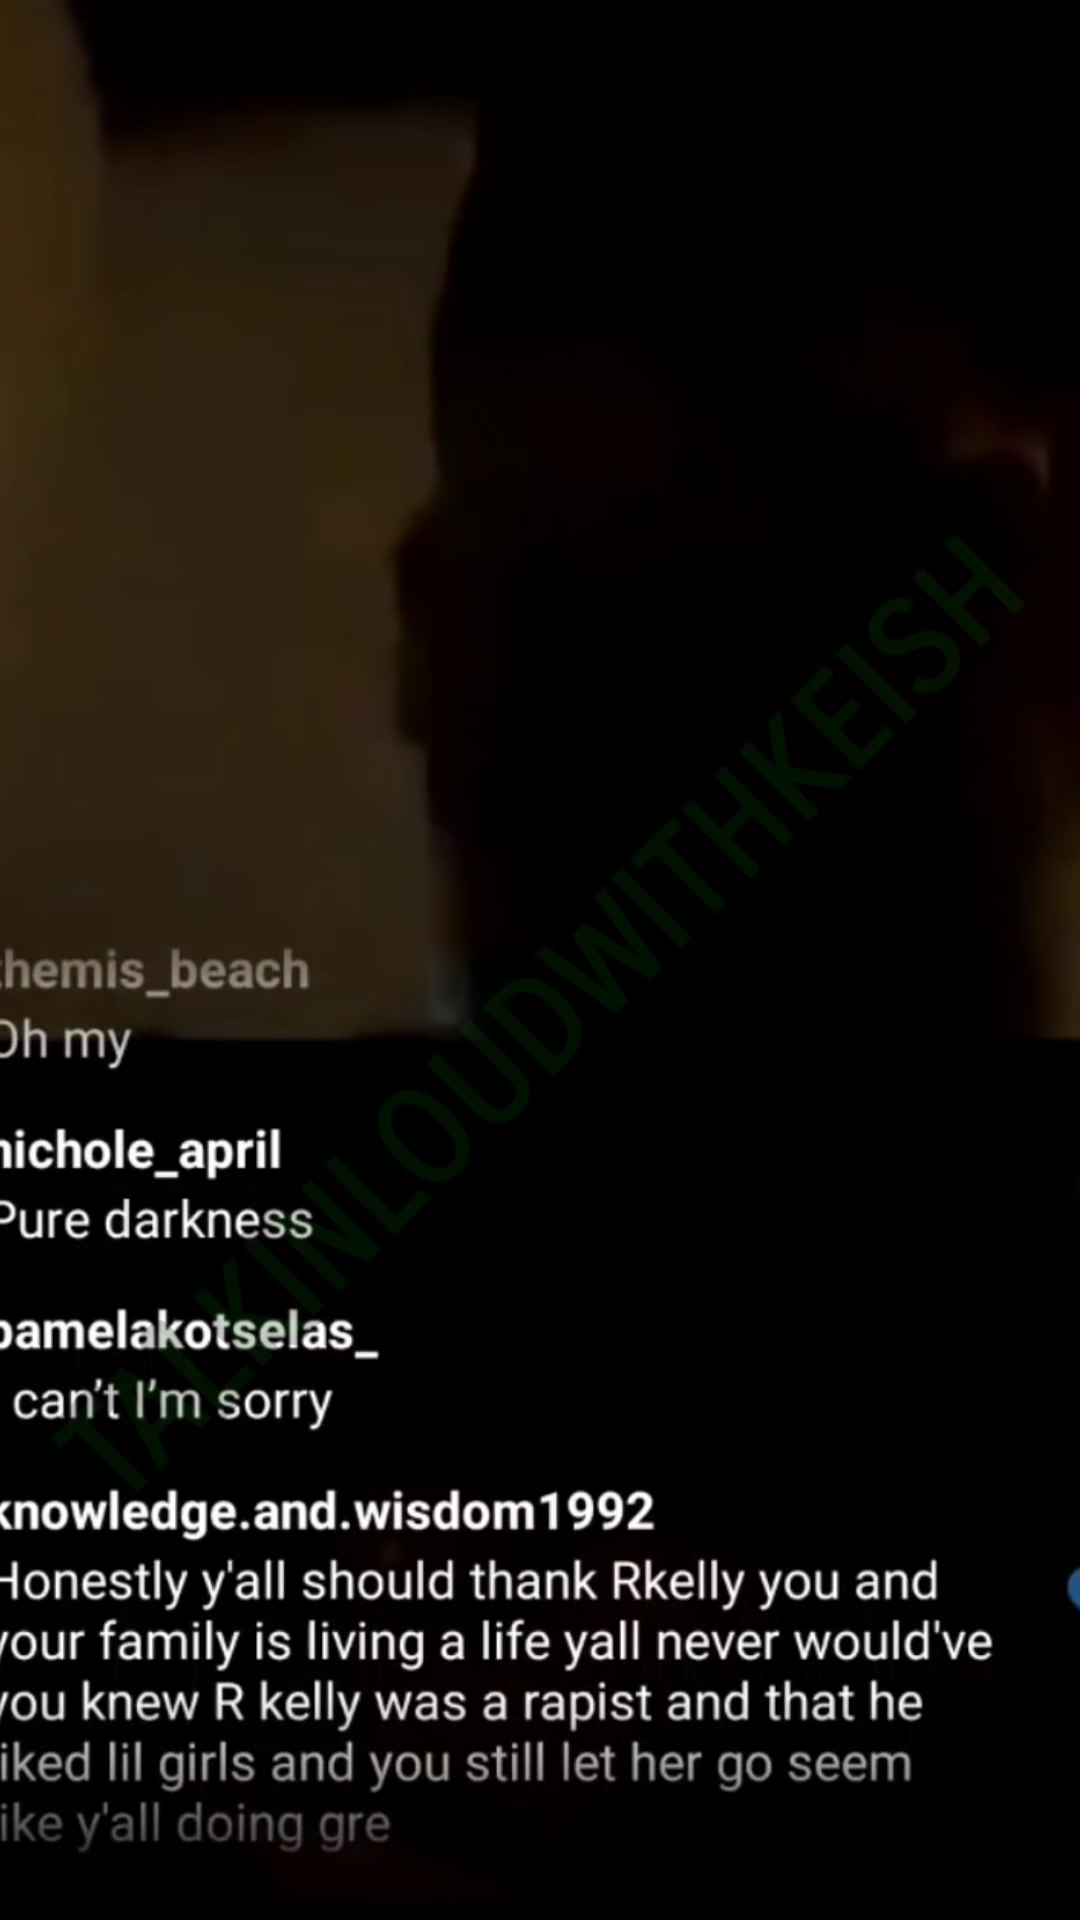 themis_beach
Oh my
nichole_april
Pure darkness
pamelakotselas_
can't I'm sorry
knowledge.and.wisdom1992
Honestly y'all should thank Rkelly you and
your family is living a life yall never would've
you knew R kelly was a rapist and that he
liked lil girls and you still let her go seem
like y'all doing gre
TALKINLOUDWITHKEISH